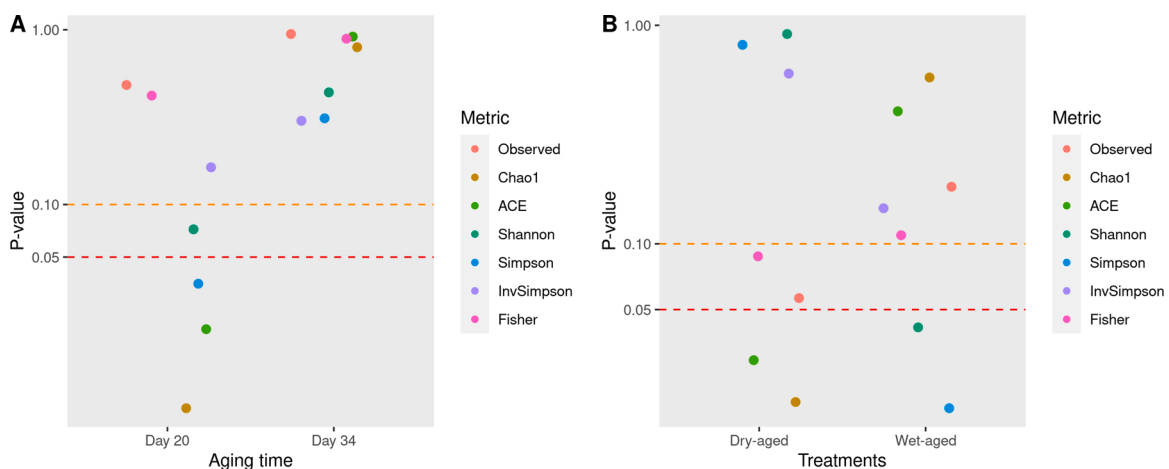 A
1.00
0.10
0.05
P-value
Day 20
Day 34
Aging time
Metric
Observed
Chao1
ACE
Shannon
Simpson
InvSimpson
Fisher
B
1.00
0.10
0.05
P-value
Dry-aged
Wet-aged
Treatments
Metric
Observed
Chao1
ACE
Shannon
Simpson
InvSimpson
Fisher